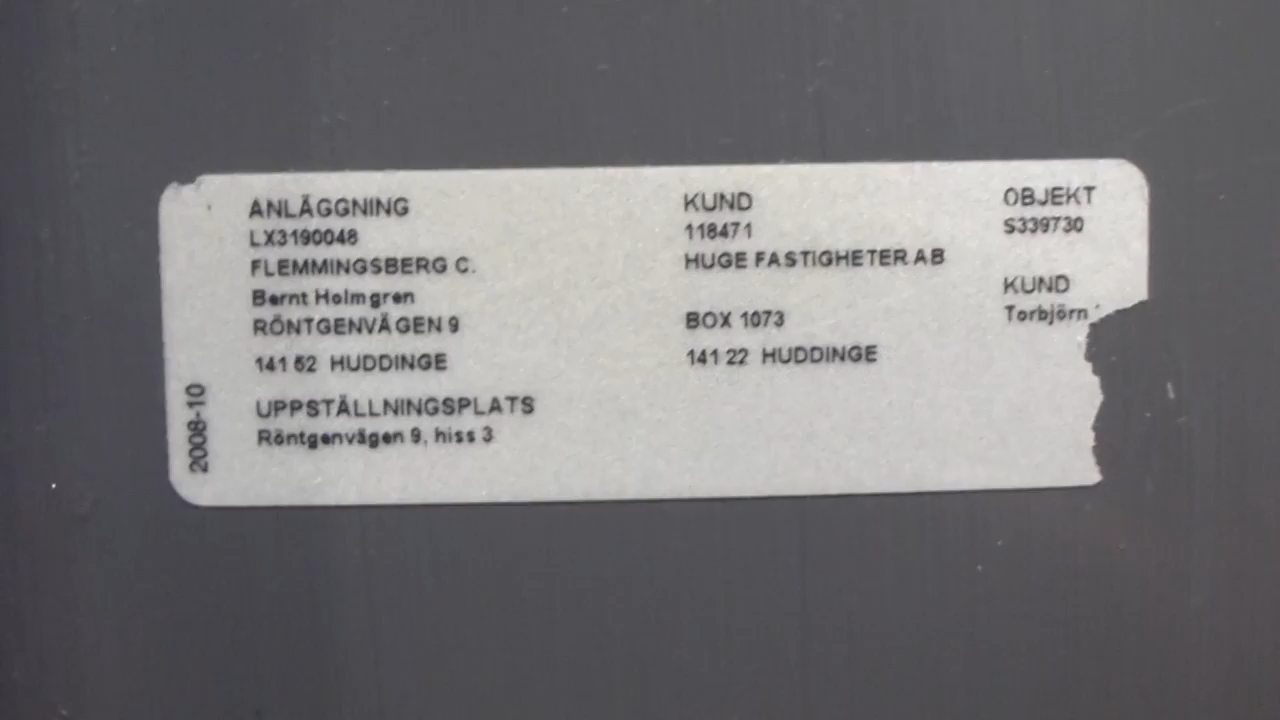 ANLÄGGNING
LX3190048
FLEMMINGSBERG C.
Bernt Holmgren
RÖNTGENVÄGEN 9
141 52 HUDDINGE
UPPSTÄLLNINGSPLATS
Röntgenvägen 9, hiss 3
2008-10
KUND
118471
HUGE FASTIGHETER AB
BOX 1073
141 22 HUDDINGE
OBJEKT
S339730
KUND
Torbjörn